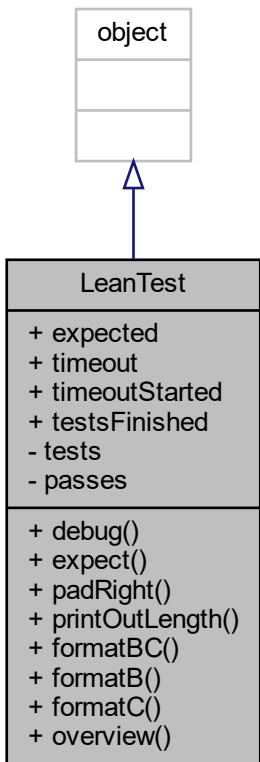 object
LeanTest
+ expected
+ timeout
+ timeoutStarted
+ testsFinished
- tests
- passes
+ debug()
+ expect()
+ padRight()
+ printOutLength()
+ formatBC()
+ formatB()
+ formatC()
+ overview()